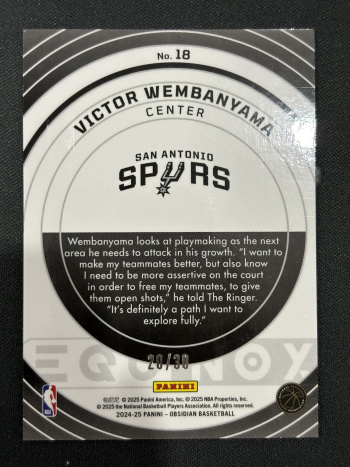 No. 18
VICTOR WEMBANYAMA
CENTER
SAN ANTONIO
SPURS
Wembanyama looks at playmaking as the next
area he needs to attack in his growth. "I want to
make my teammates better, but also know
I need to be more assertive on the court
in order to free my teammates, to give
them open shots," he told The Ringer.
"It's definitely a path I want to
explore fully."
EQUINOX
20/30
PANINI
© 2025 Panini America, Inc. © 2025 NBA Properties, Inc.
© 2025 the National Basketball Players Association. All rights reserved.
2024-25 PANINI – OBSIDIAN BASKETBALL